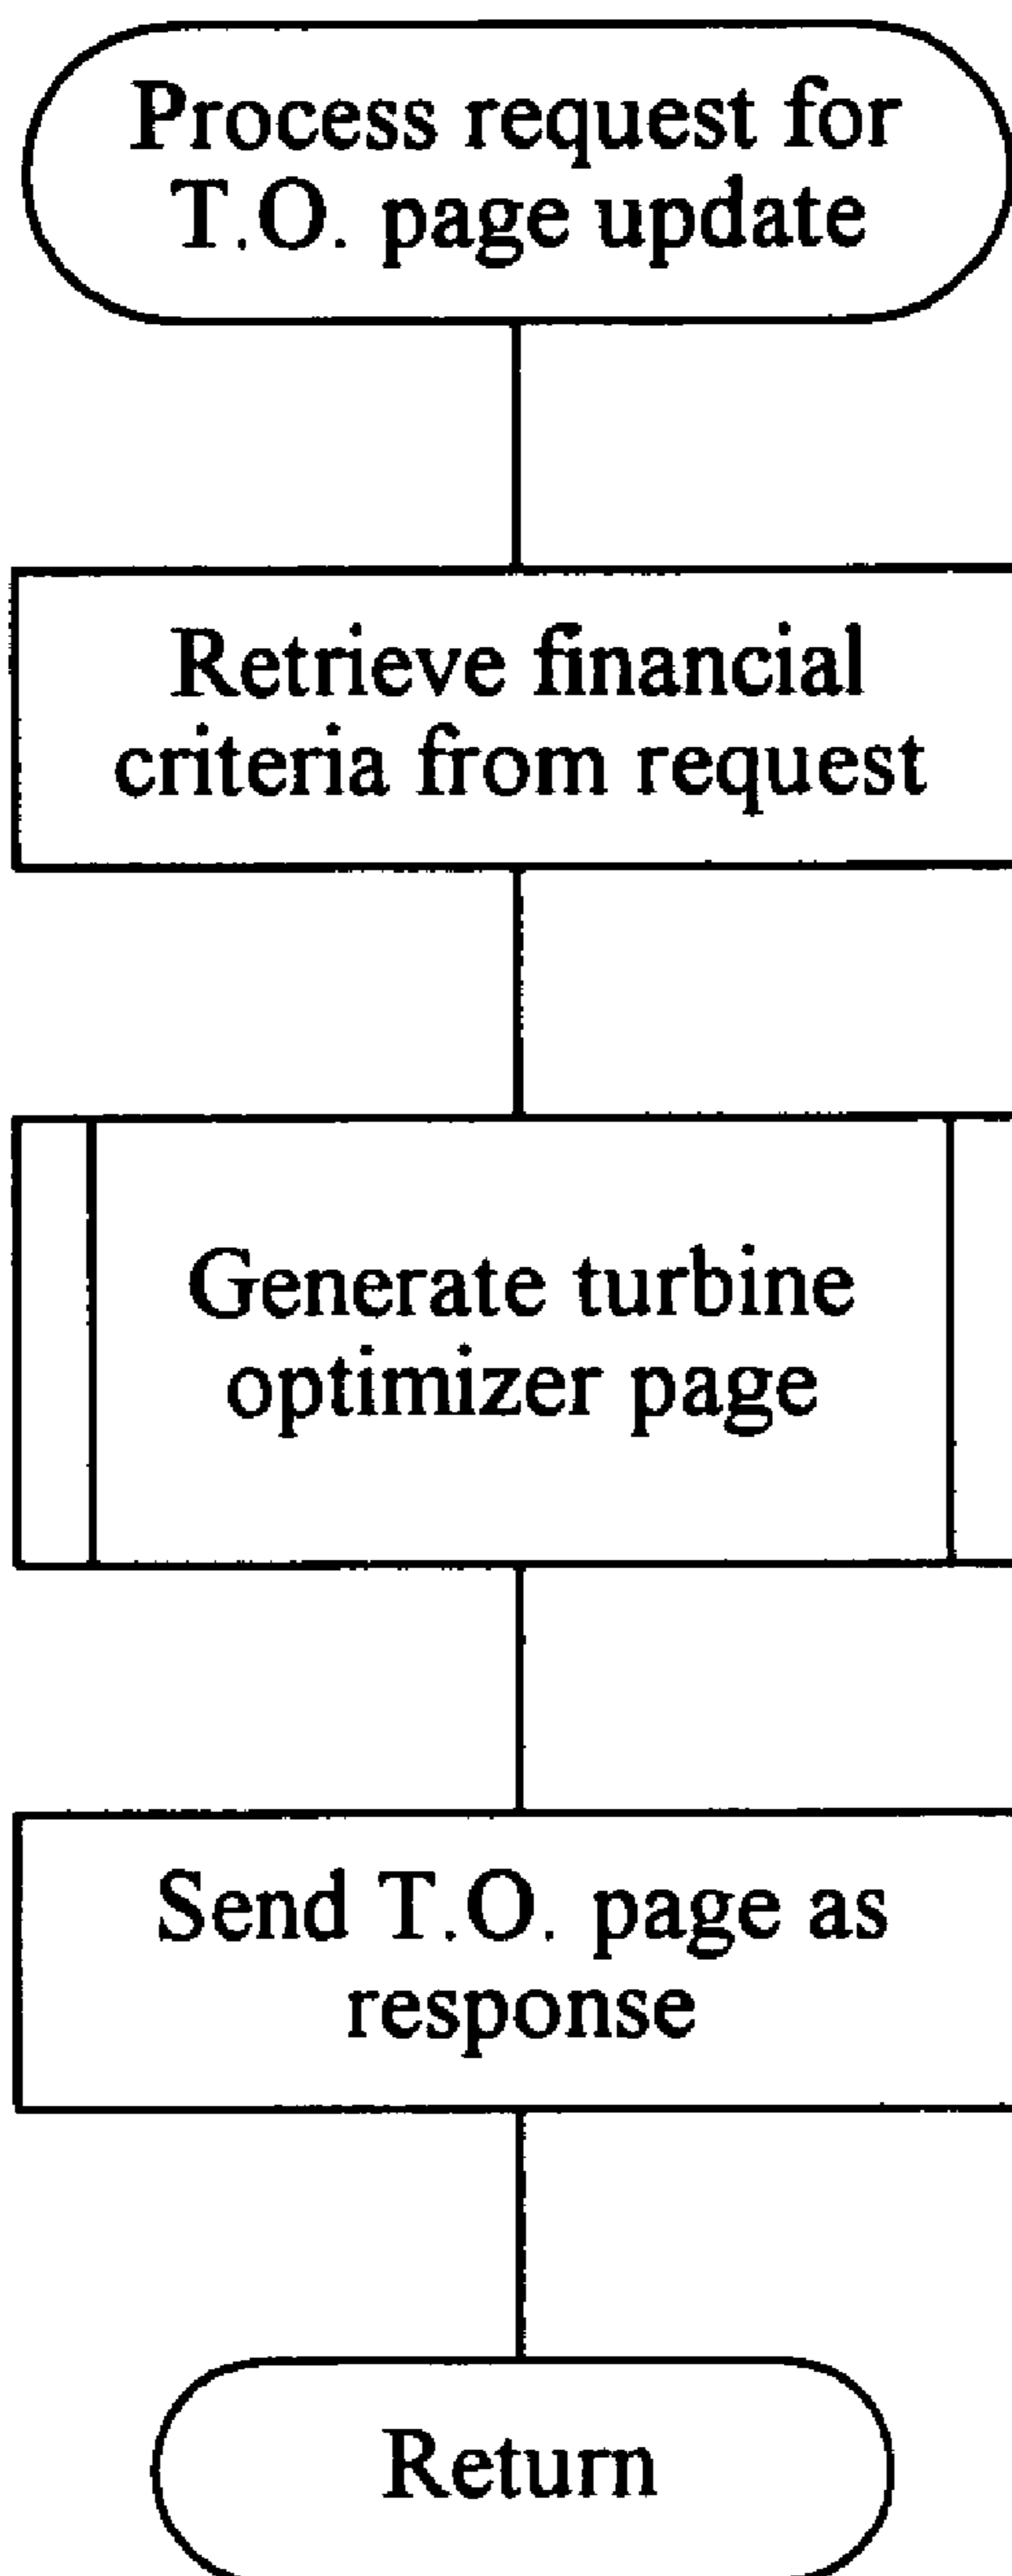 Process request for
T.O. page update
Retrieve financial
criteria from request
Generate turbine
optimizer page
Send T.O. page as
response
Return